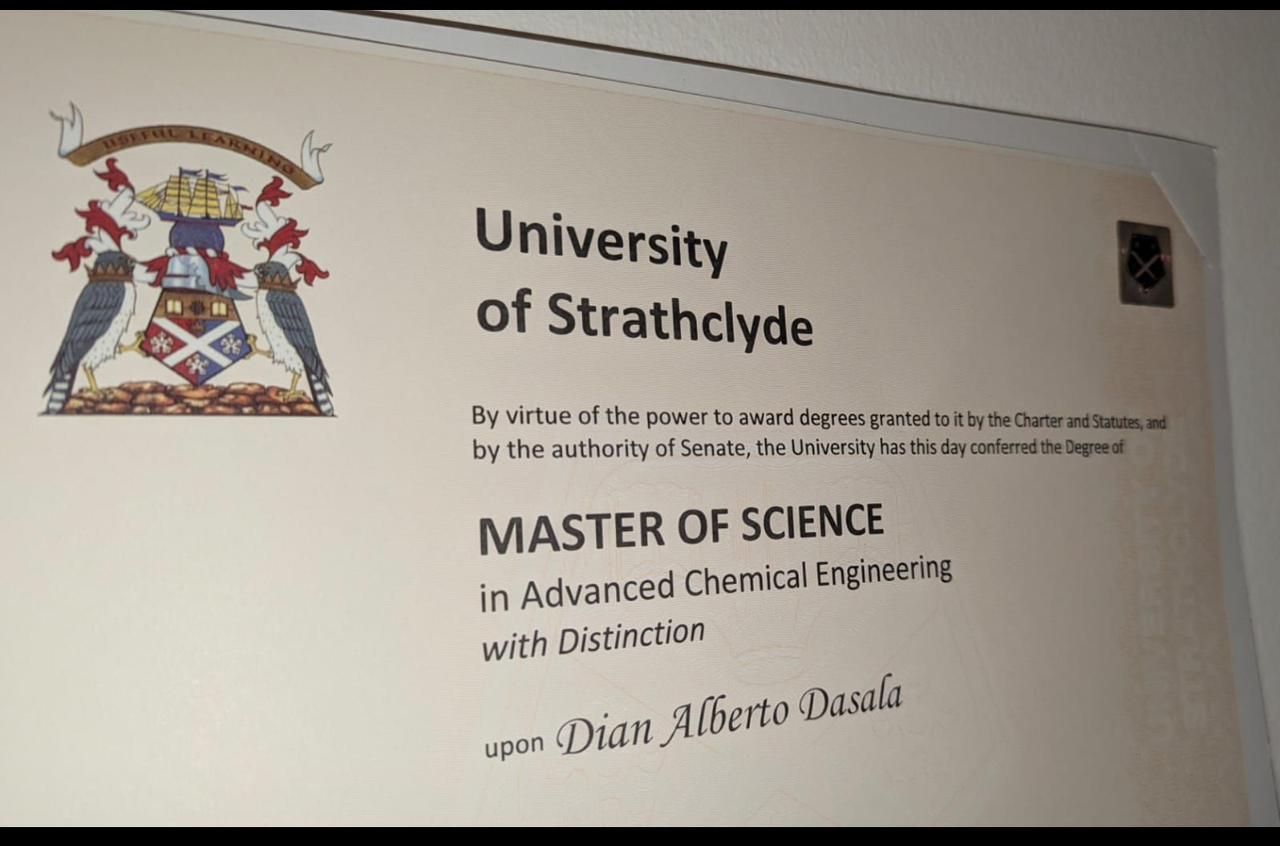 USEFUL LEARNING
University
of Strathclyde
By virtue of the power to award degrees granted to it by the Charter and Statutes, and
by the authority of Senate, the University has this day conferred the Degree of
MASTER OF SCIENCE
in Advanced Chemical Engineering
with Distinction
upon Dian Alberto Dasala